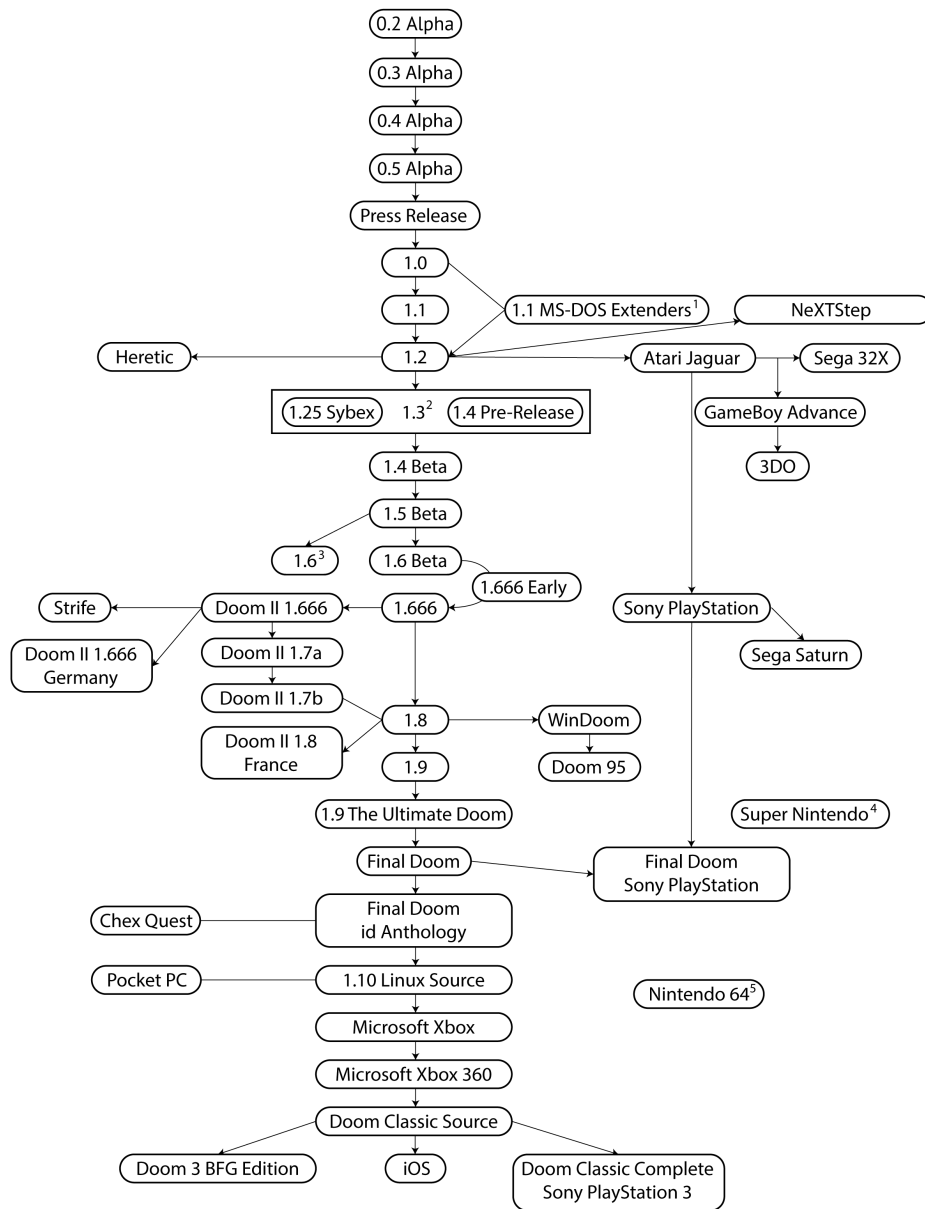 0.2 Alpha
0.3 Alpha
0.4 Alpha
0.5 Alpha
Press Release
1.0
1.1
1.1 MS-DOS Extenders¹
NeXTStep
Heretic
1.2
Atari Jaguar
Sega 32X
1.25 Sybex
1.3²
1.4 Pre-Release
GameBoy Advance
1.4 Beta
3DO
1.5 Beta
1.6³
1.6 Beta
1.666 Early
Strife
Doom II 1.666
1.666
Sony PlayStation
Doom II 1.666
Germany
Doom II 1.7a
Sega Saturn
Doom II 1.7b
1.8
WinDoom
Doom II 1.8
France
1.9
Doom 95
1.9 The Ultimate Doom
Super Nintendo⁴
Final Doom
Final Doom
Sony PlayStation
Chex Quest
Final Doom
id Anthology
Pocket PC
1.10 Linux Source
Nintendo 64⁵
Microsoft Xbox
Microsoft Xbox 360
Doom Classic Source
Doom 3 BFG Edition
iOS
Doom Classic Complete
Sony PlayStation 3